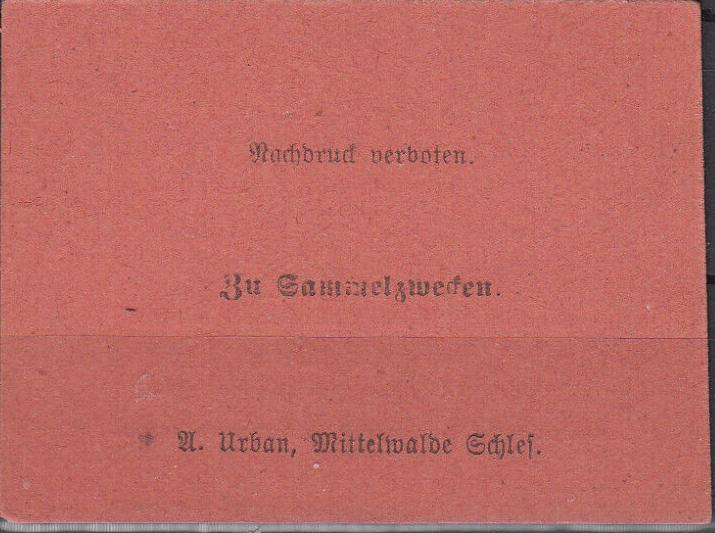 Nachdruck verboten.
Zu Sammelzwecken.
A. Urban, Mittelwalde Schles.